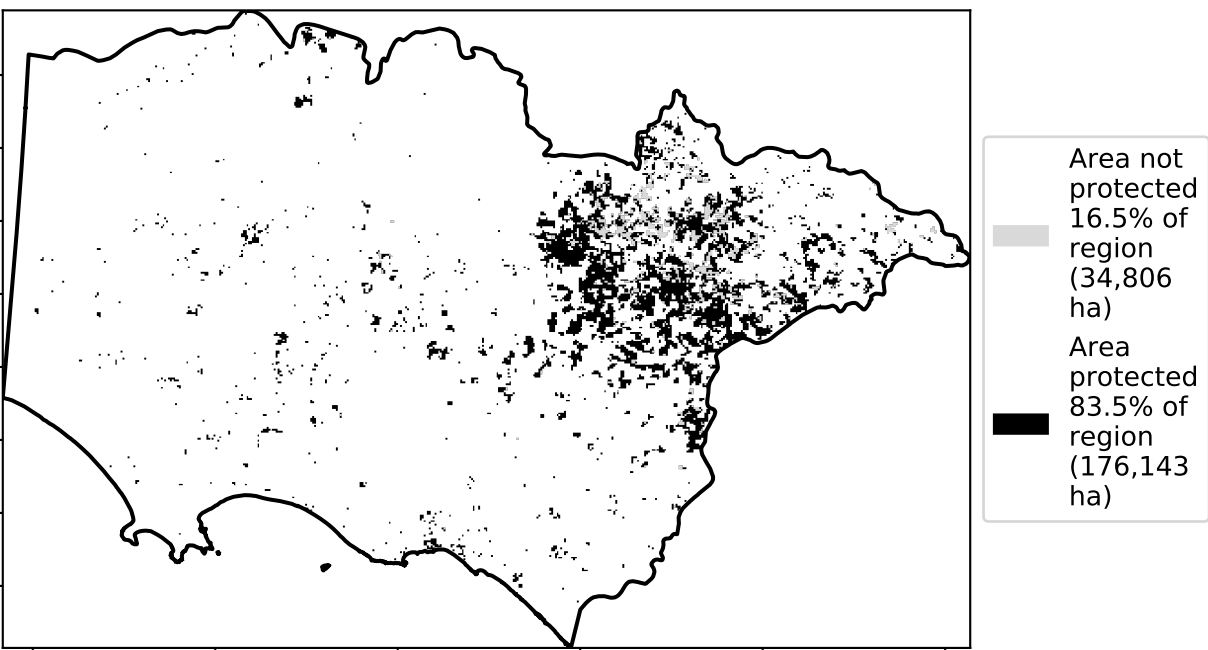 Area not
protected
16.5% of
region
(34,806
ha)
Area
protected
83.5% of
region
(176,143
ha)